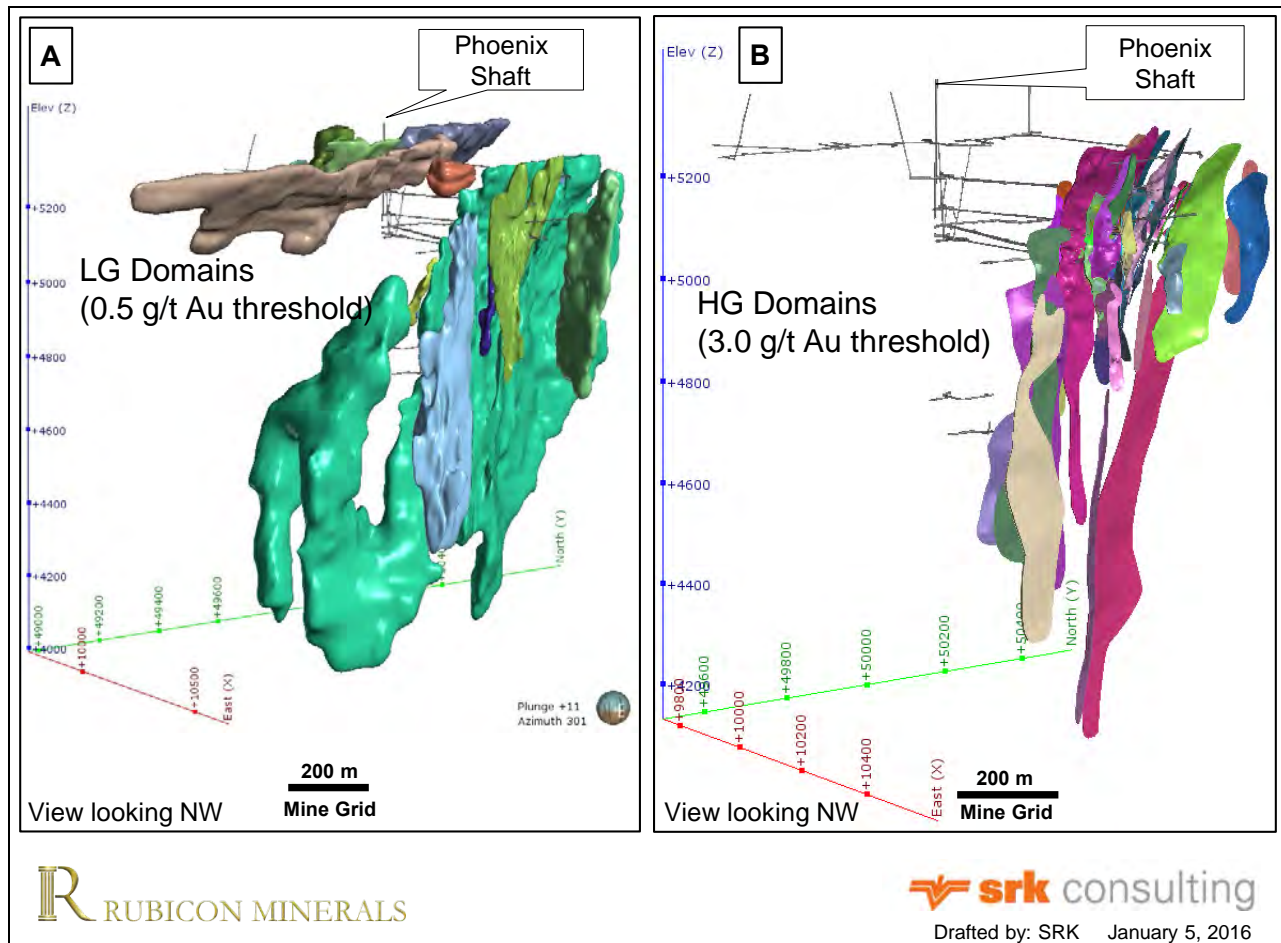 A
Phoenix
Shaft
Elev (Z)
+5200
+5000
+4800
+4600
+4400
+4200
+4000
LG Domains
(0.5 g/t Au threshold)
+49000
+49200
+49400
+49600
North (Y)
+10000
+10500
East (X)
Plunge +11
Azimuth 301
E
200 m
Mine Grid
View looking NW
B
Phoenix
Shaft
Elev (Z)
+5200
+5000
+4800
+4600
+4400
+4200
HG Domains
(3.0 g/t Au threshold)
+49800
+50000
+50200
+50400
North (Y)
+9800
+10000
+10200
+10400
East (X)
200 m
Mine Grid
View looking NW
R RUBICON MINERALS
srk consulting
Drafted by: SRK January 5, 2016